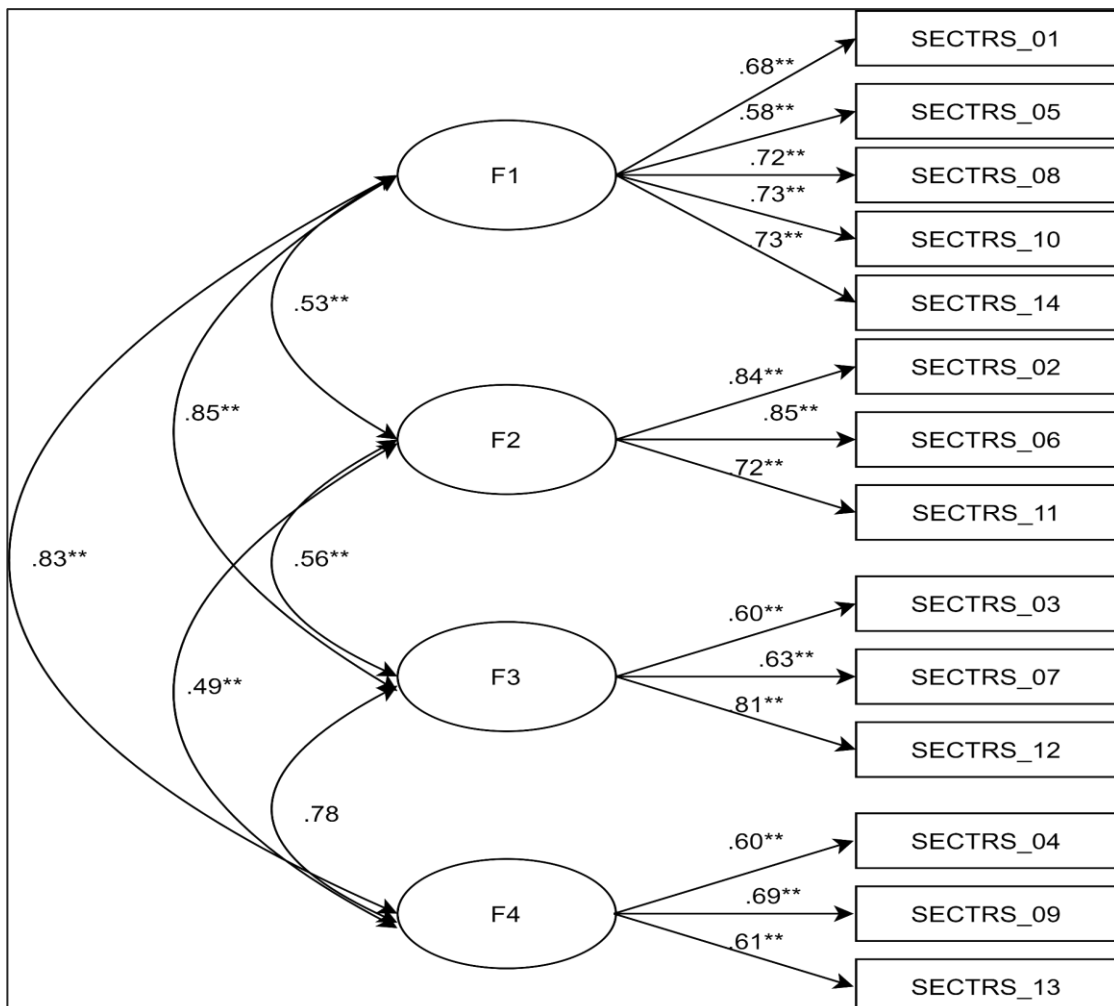 SECTRS_01
.68**
SECTRS_05
.58**
F1
.72**
SECTRS_08
.73**
SECTRS_10
.73**
SECTRS_14
.53**
SECTRS_02
.84**
.85**
.85**
F2
SECTRS_06
.72**
SECTRS_11
.83**
.56**
SECTRS_03
.60**
.49**
F3
.63**
SECTRS_07
.81**
SECTRS_12
.78
SECTRS_04
.60**
F4
.69**
SECTRS_09
.61**
SECTRS_13